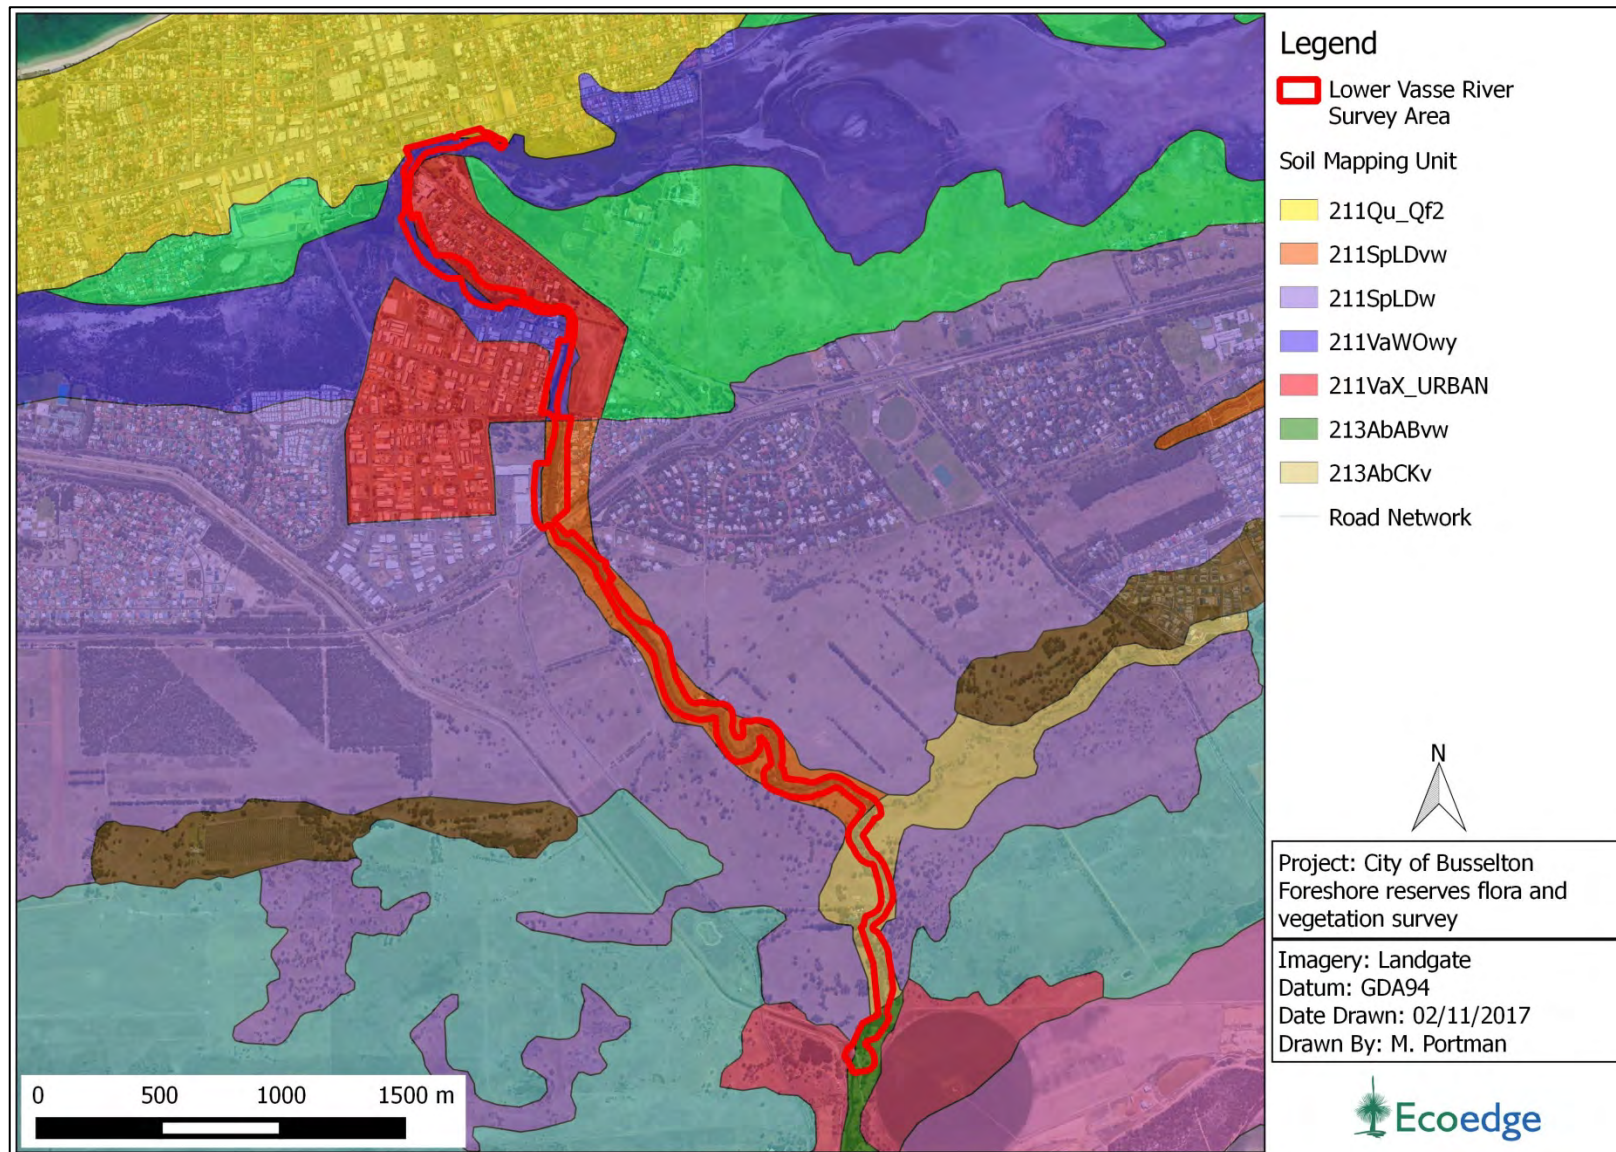 Legend
Lower Vasse River
Survey Area
Soil Mapping Unit
211Qu_Qf2
211SpLDvw
211SpLDw
211VaWOwy
211VaX_URBAN
213AbABvw
213AbCKv
Road Network
N
Project: City of Busselton
Foreshore reserves flora and
vegetation survey
Imagery: Landgate
Datum: GDA94
Date Drawn: 02/11/2017
Drawn By: M. Portman
Ecoedge
0 500 1000 1500 m